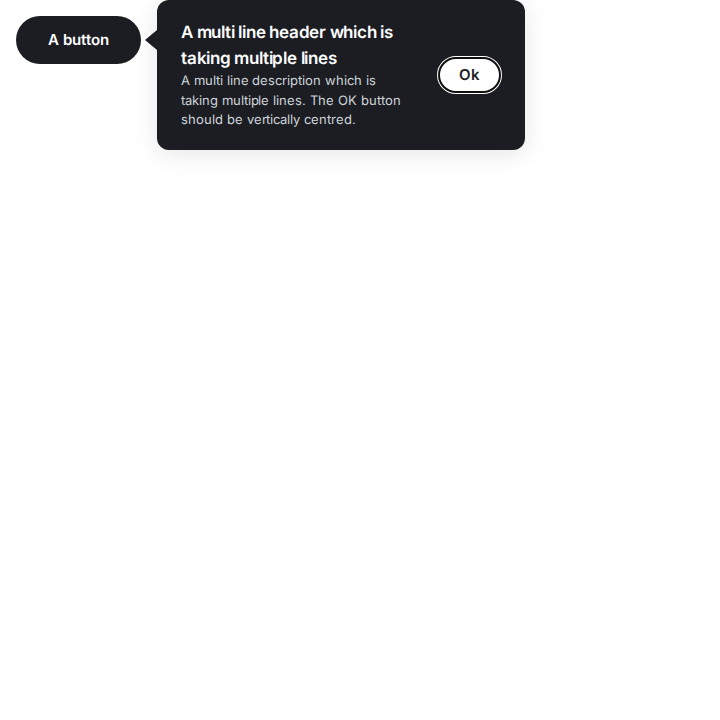 A button
A multi line header which is
taking multiple lines
A multi line description which is
taking multiple lines. The OK button
should be vertically centred.
Ok